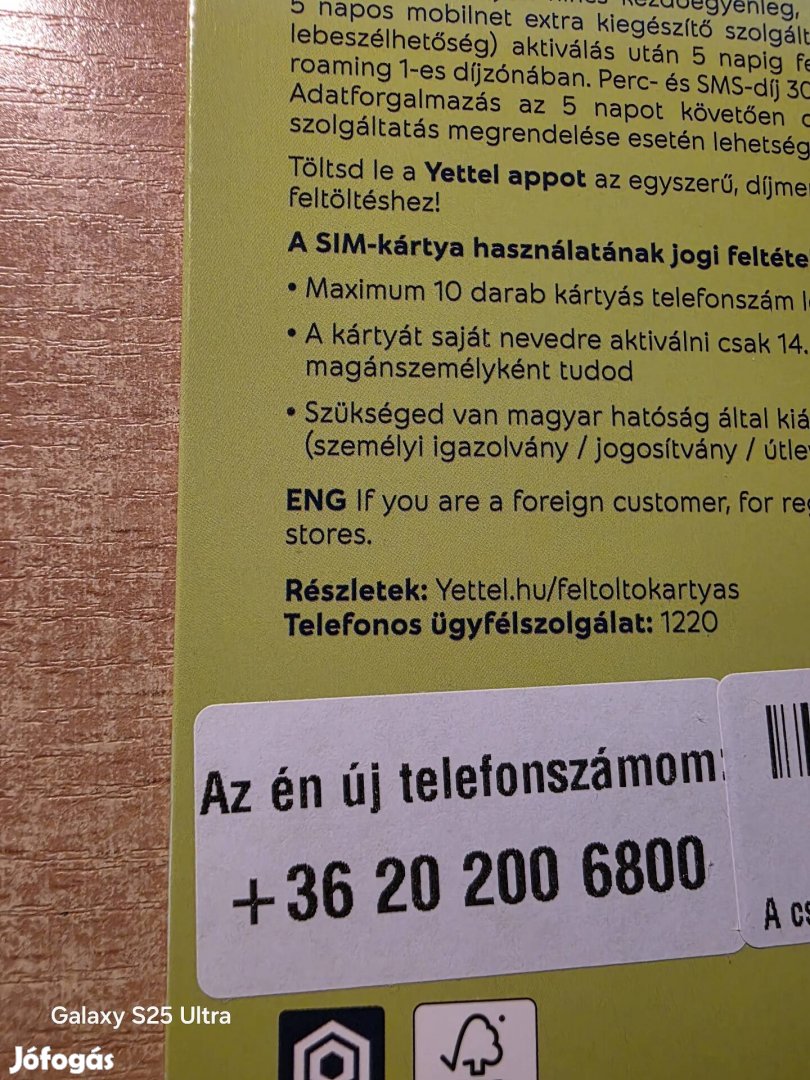 5 napos mobilnet extra kiegészítő
lebeszélhetőség) aktiválás után 5 napig
roaming 1-es díjzónában. Perc- és SMS-díj
Adatforgalmazás az 5 napot követően
szolgáltatás megrendelése esetén
Töltsd le a Yettel appot az egyszerű,
feltöltéshez!
A SIM-kártya használatának jogi
• Maximum 10 darab kártyás telefonszám
• A kártyát saját nevedre aktiválni csak 14.
magánszemélyként tudod
• Szükséged van magyar hatóság által
(személyi igazolvány / jogosítvány /
ENG If you are a foreign customer, for
stores.
Részletek: Yettel.hu/feltoltokartyas
Telefonos ügyfélszolgálat: 1220
Az én új telefonszámom:
+36 20 200 6800
A
Galaxy S25 Ultra
Jófogás